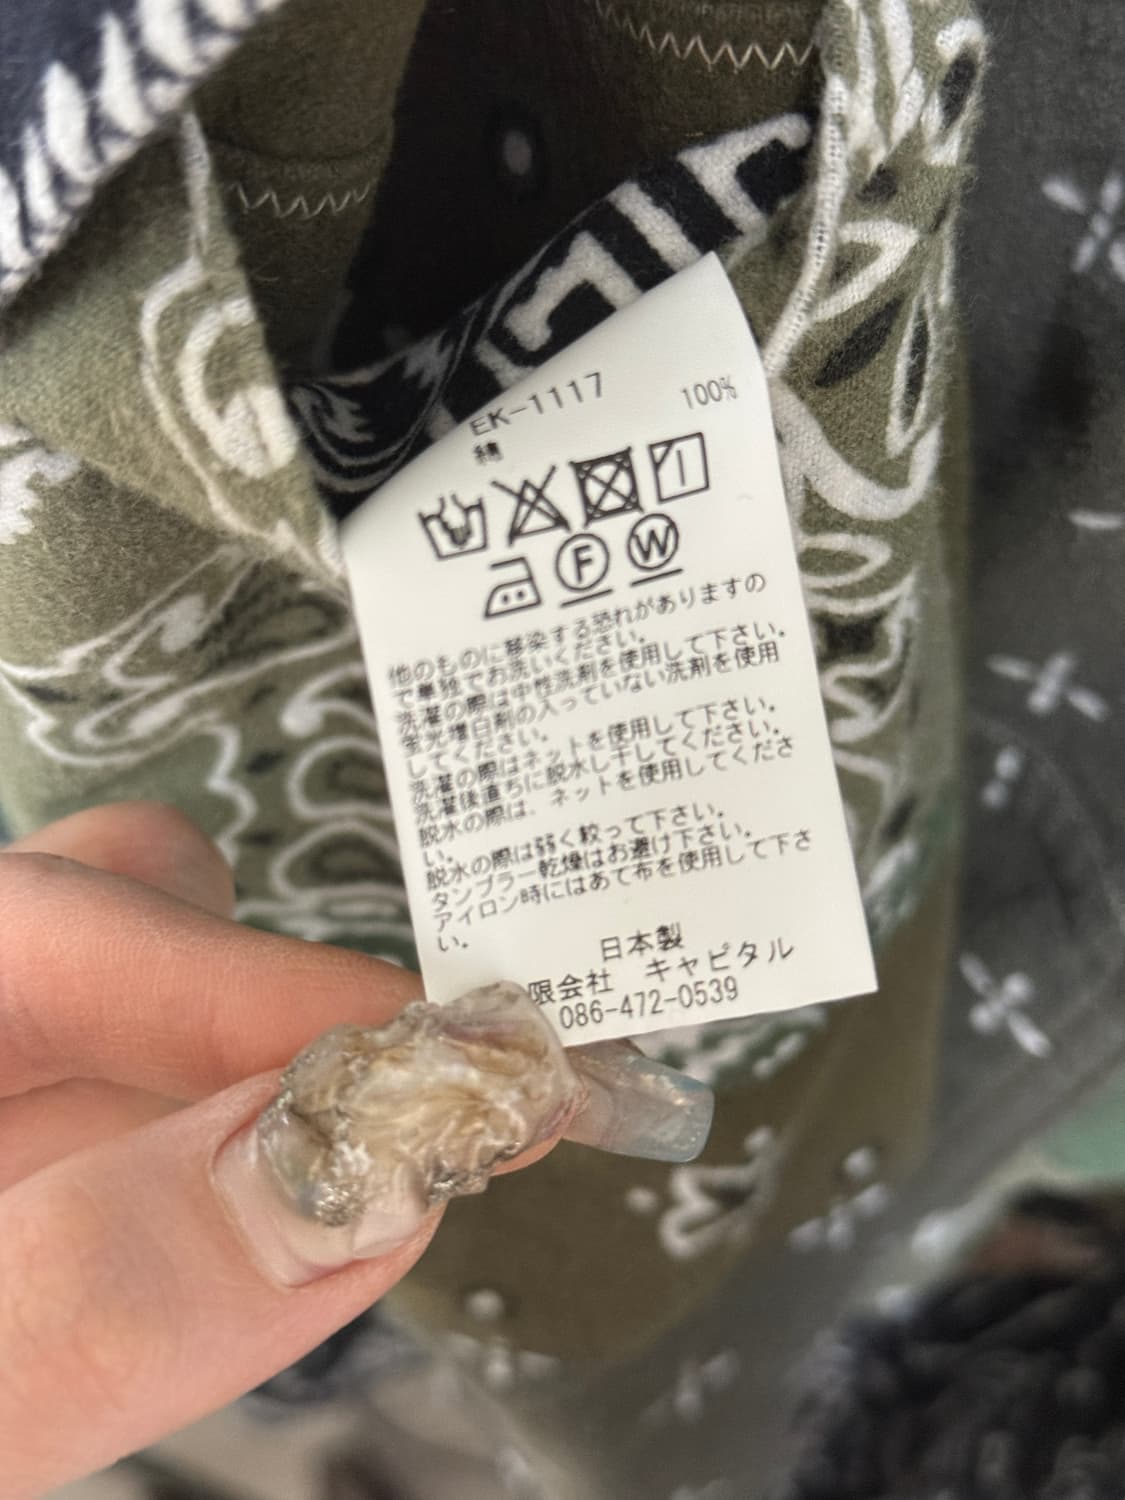 EK-1117
綿 100%
F W
他のものに移染する恐れがありますの
で単独でお洗いください。
洗濯の際は中性洗剤を使用して下さい。
蛍光増白剤の入っていない洗剤を使用
してください。
洗濯の際はネットを使用して下さい。
洗濯後直ちに脱水し干してください。
脱水の際は、ネットを使用してくださ
い。
脱水の際は弱く絞って下さい。
タンブラー乾燥はお避け下さい。
アイロン時にはあて布を使用して下さ
い。
日本製
限会社 キャピタル
086-472-0539